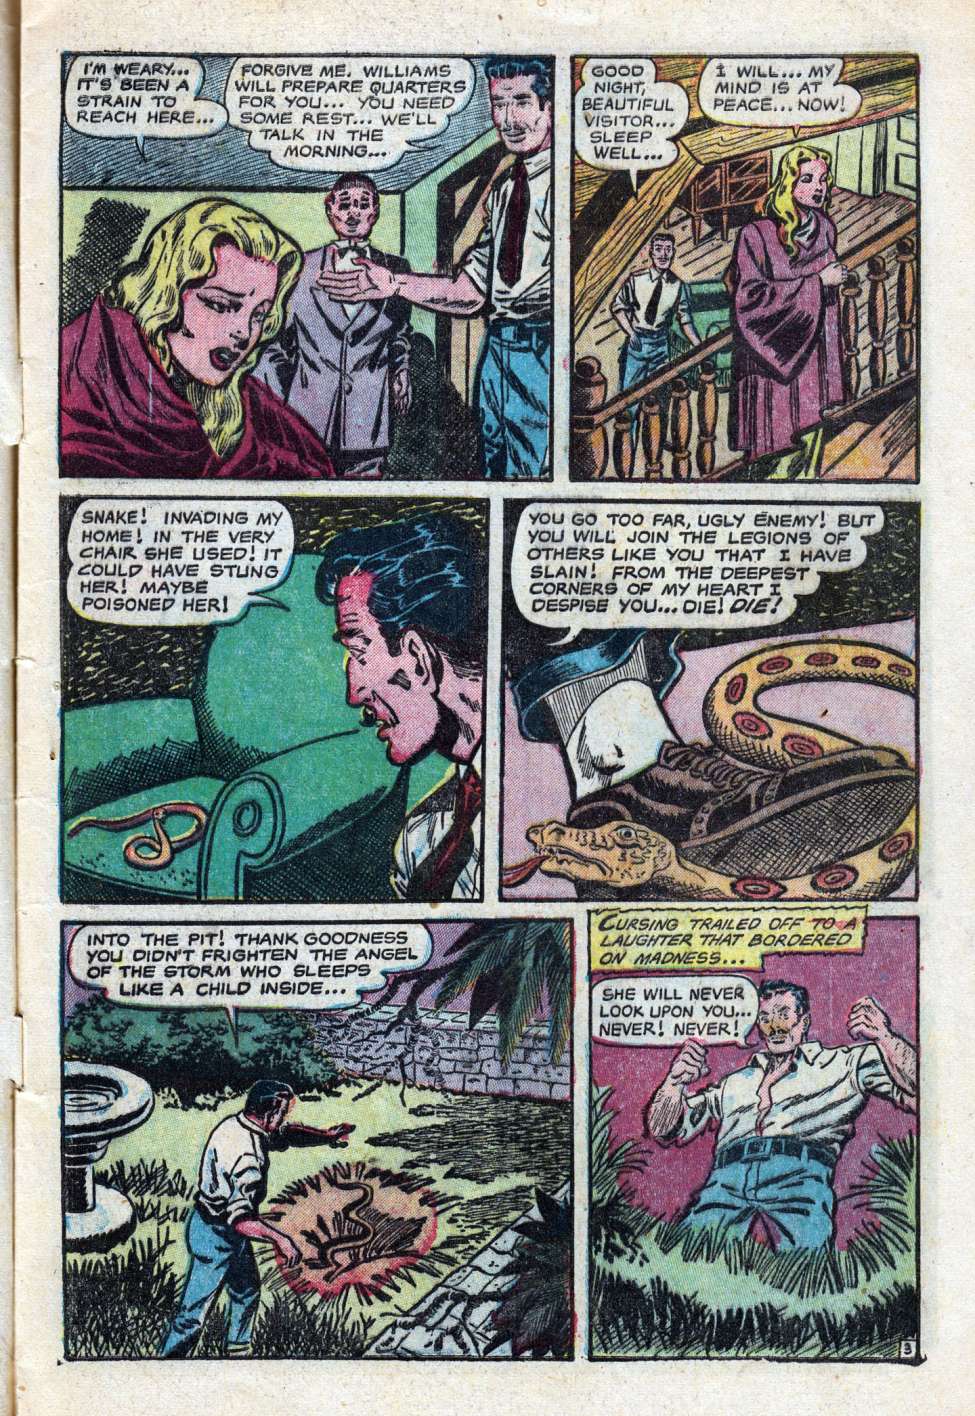 I'M WEARY...
IT'S BEEN A
STRAIN TO
REACH HERE...
FORGIVE ME. WILLIAMS
WILL PREPARE QUARTERS
FOR YOU... YOU NEED
SOME REST... WE'LL
TALK IN THE
MORNING...
GOOD
NIGHT,
BEAUTIFUL
VISITOR...
SLEEP
WELL...
I WILL... MY
MIND IS AT
PEACE... NOW!
SNAKE! INVADING MY
HOME! IN THE VERY
CHAIR SHE USED! IT
COULD HAVE STUNG
HER! MAYBE
POISONED HER!
YOU GO TOO FAR, UGLY ENEMY! BUT
YOU WILL JOIN THE LEGIONS OF
OTHERS LIKE YOU THAT I HAVE
SLAIN! FROM THE DEEPEST
CORNERS OF MY HEART I
DESPISE YOU... DIE! DIE!
INTO THE PIT! THANK GOODNESS
YOU DIDN'T FRIGHTEN THE ANGEL
OF THE STORM WHO SLEEPS
LIKE A CHILD INSIDE...
CURSING TRAILED OFF TO A
LAUGHTER THAT BORDERED
ON MADNESS...
SHE WILL NEVER
LOOK UPON YOU...
NEVER! NEVER!
3